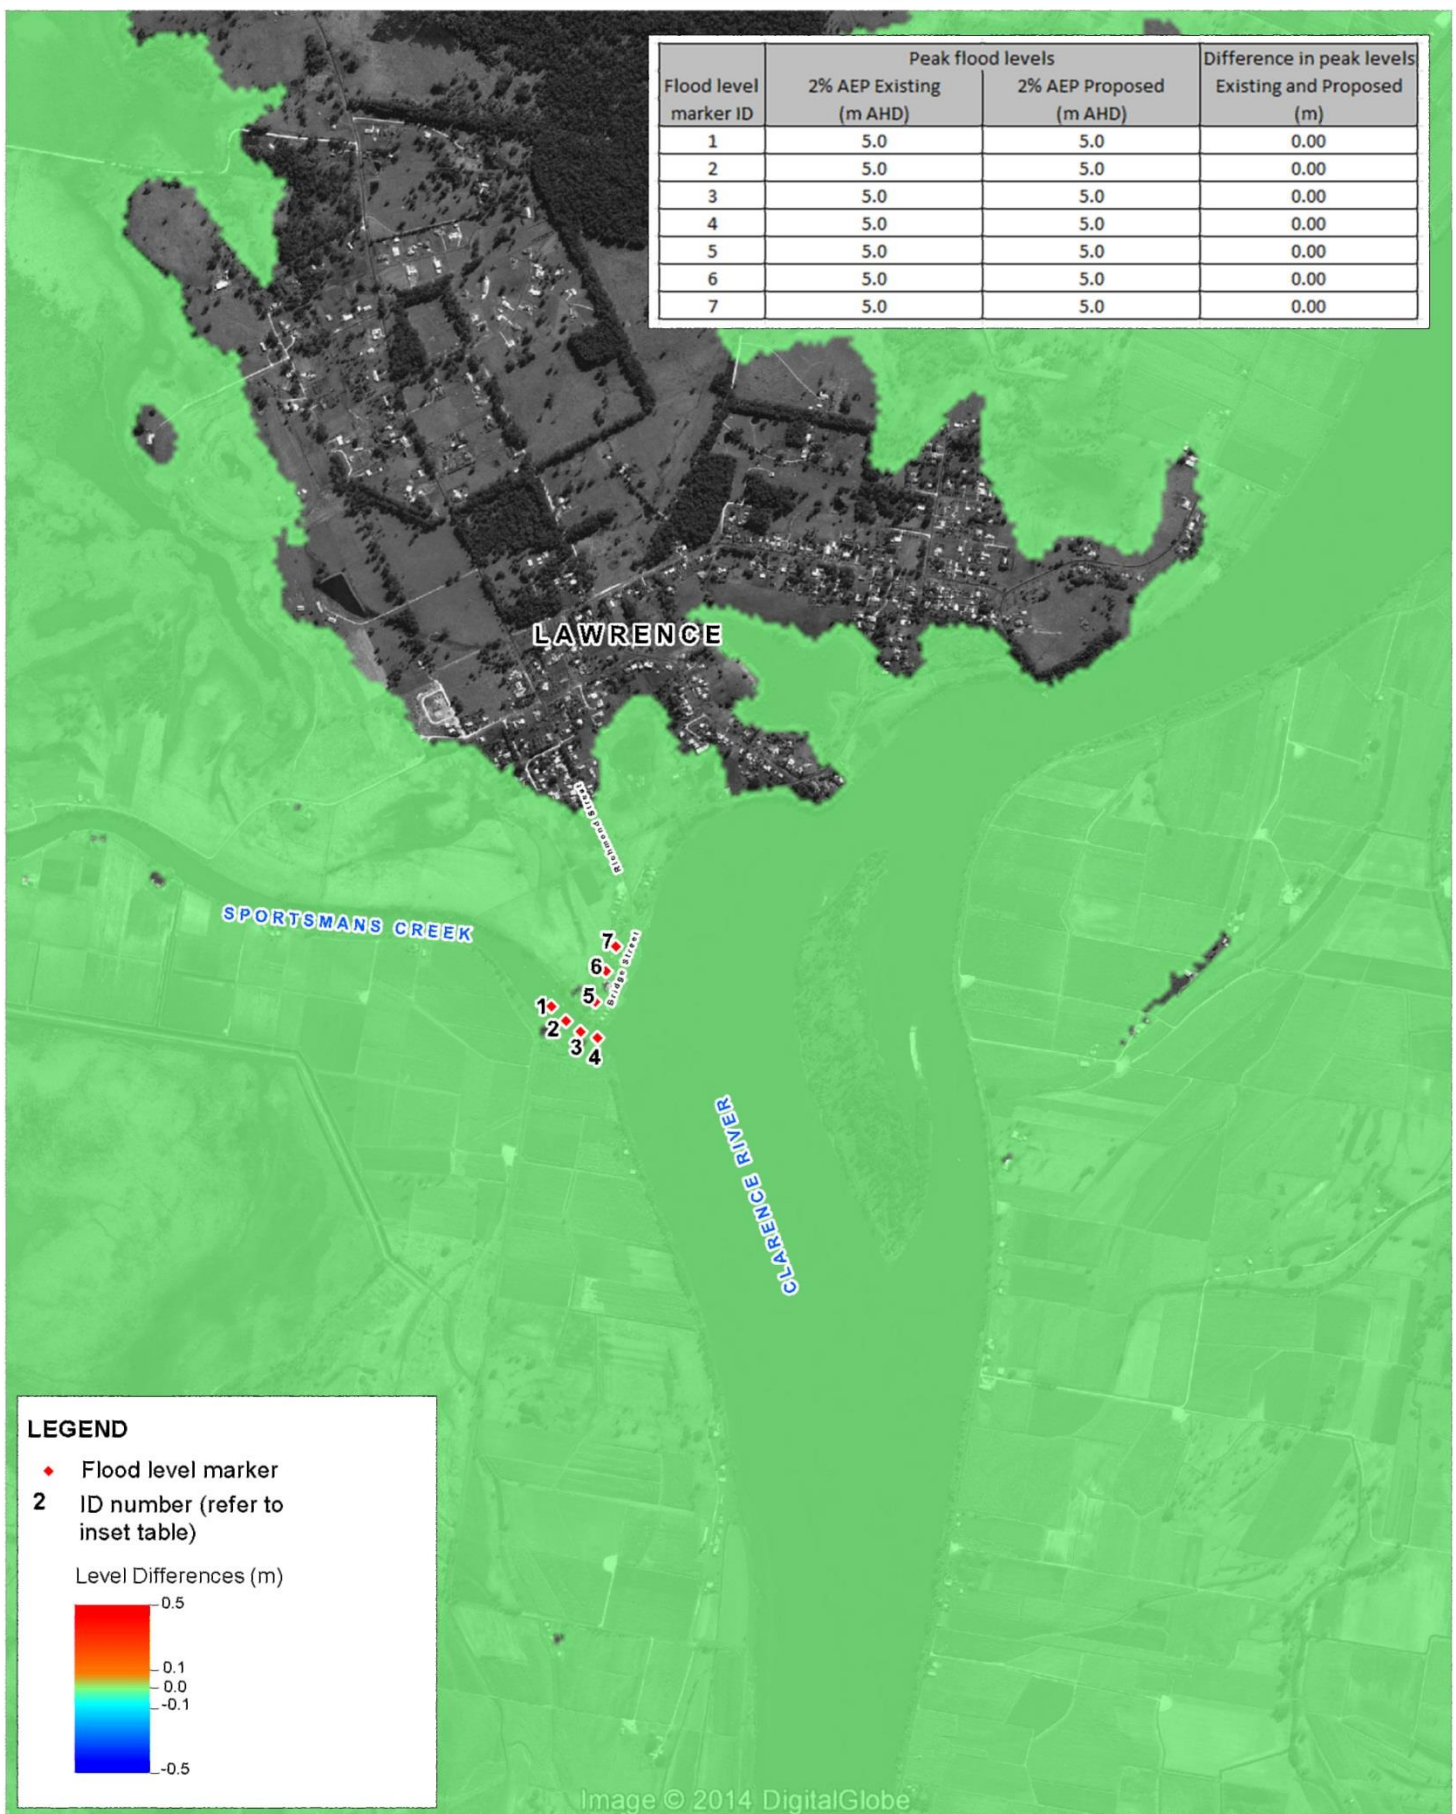 Peak flood levels Difference in peak levels
Flood level 2% AEP Existing 2% AEP Proposed Existing and Proposed
marker ID (m AHD) (m AHD) (m)
1 5.0 5.0 0.00
2 5.0 5.0 0.00
3 5.0 5.0 0.00
4 5.0 5.0 0.00
5 5.0 5.0 0.00
6 5.0 5.0 0.00
7 5.0 5.0 0.00
LAWRENCE
Richmond Street
SPORTSMANS CREEK
7
6
Bridge Street
5
1
2
3
4
CLARENCE RIVER
LEGEND
Flood level marker
2 ID number (refer to
inset table)
Level Differences (m)
0.5
0.1
0.0
-0.1
-0.5
Image © 2014 DigitalGlobe